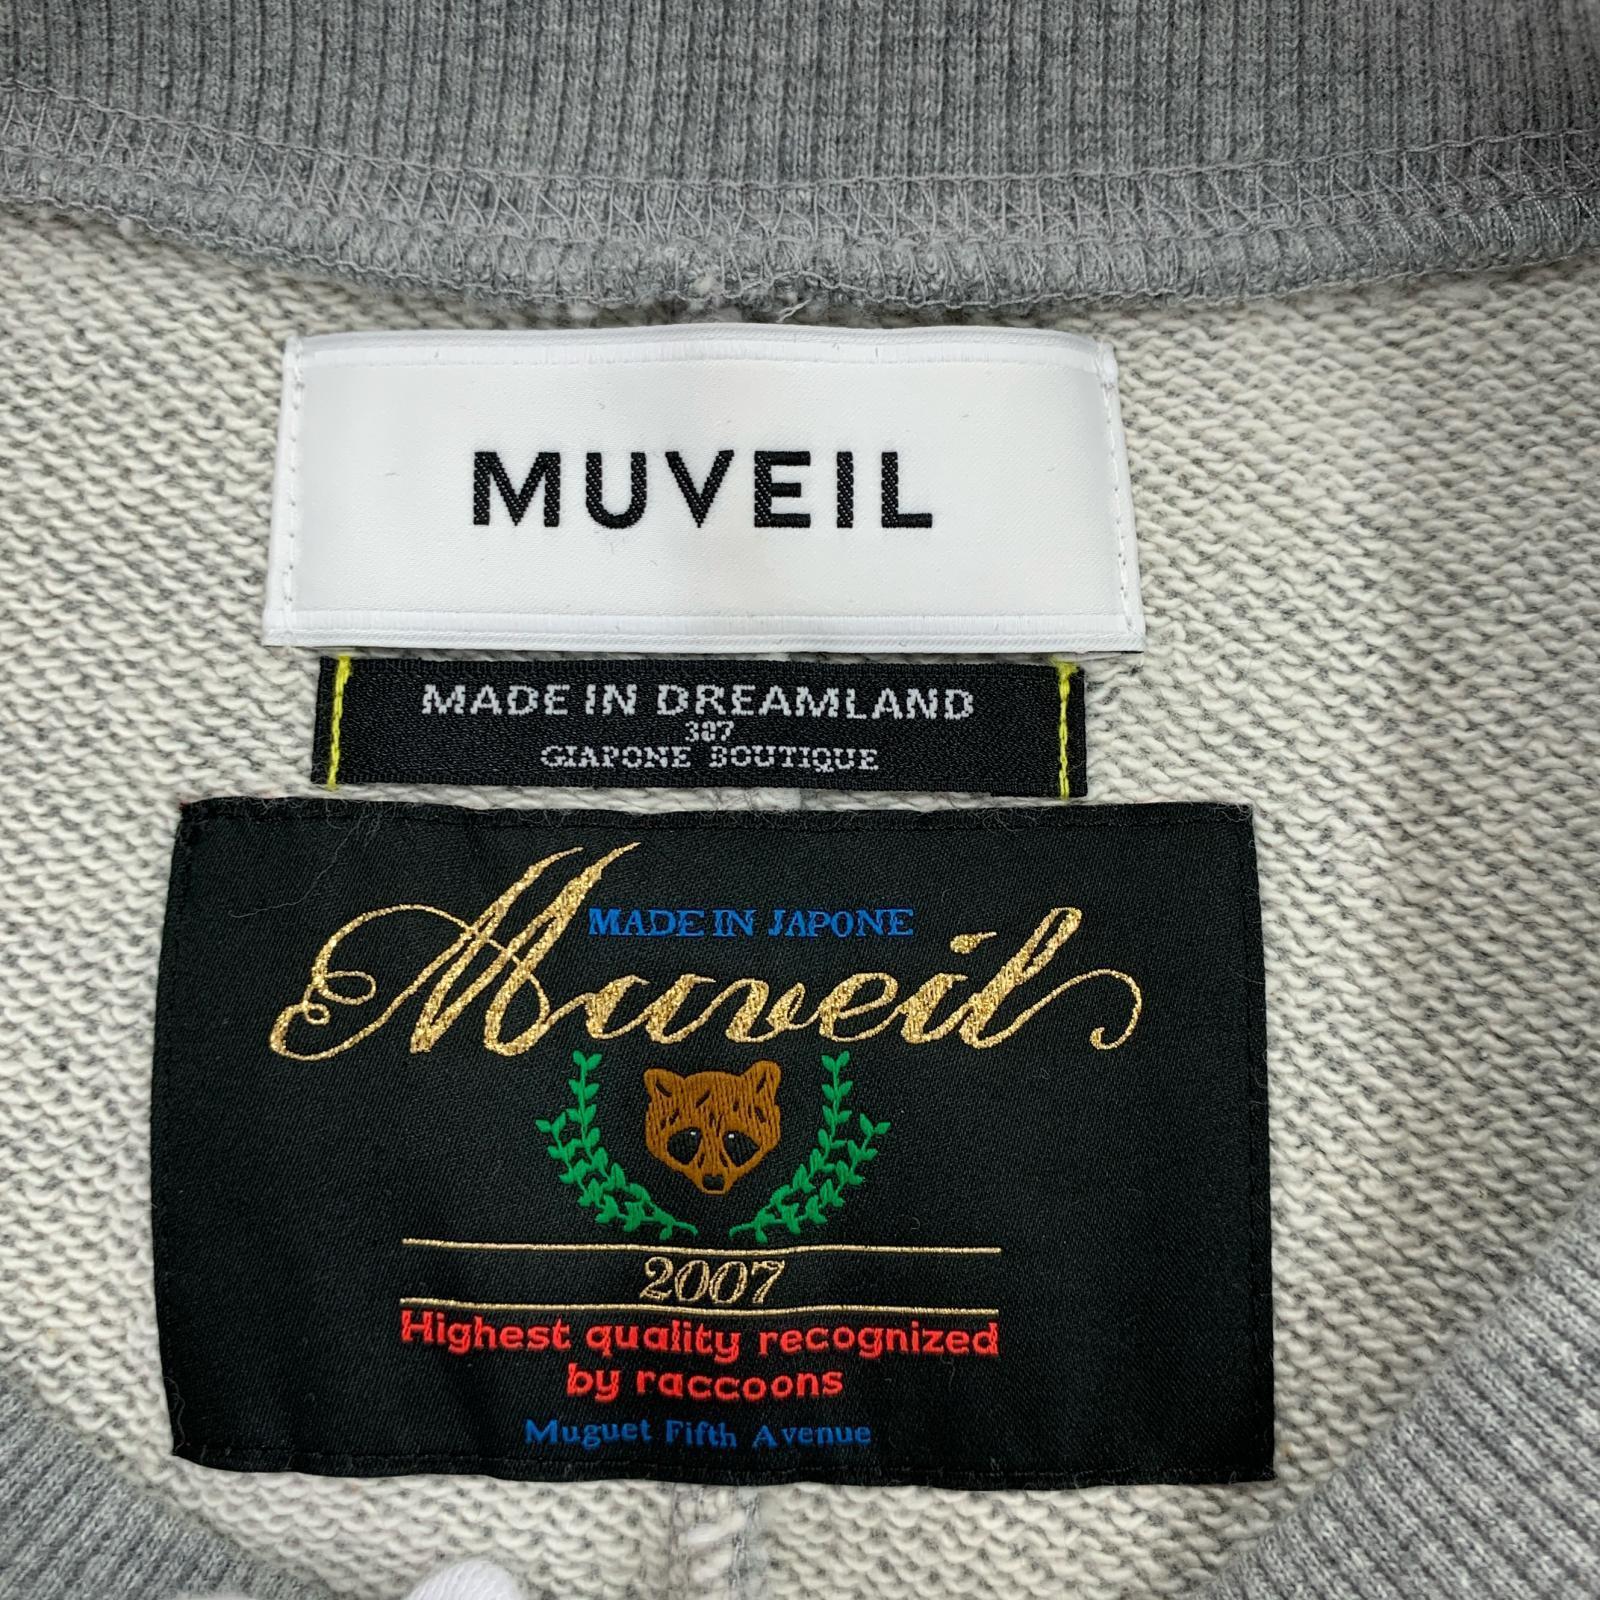 MUVEIL
MADE IN DREAMLAND
387
GIAPONE BOUTIQUE
MADE IN JAPONE
Muveil
2007
Highest quality recognized
by raccoons
Muguet Fifth Avenue